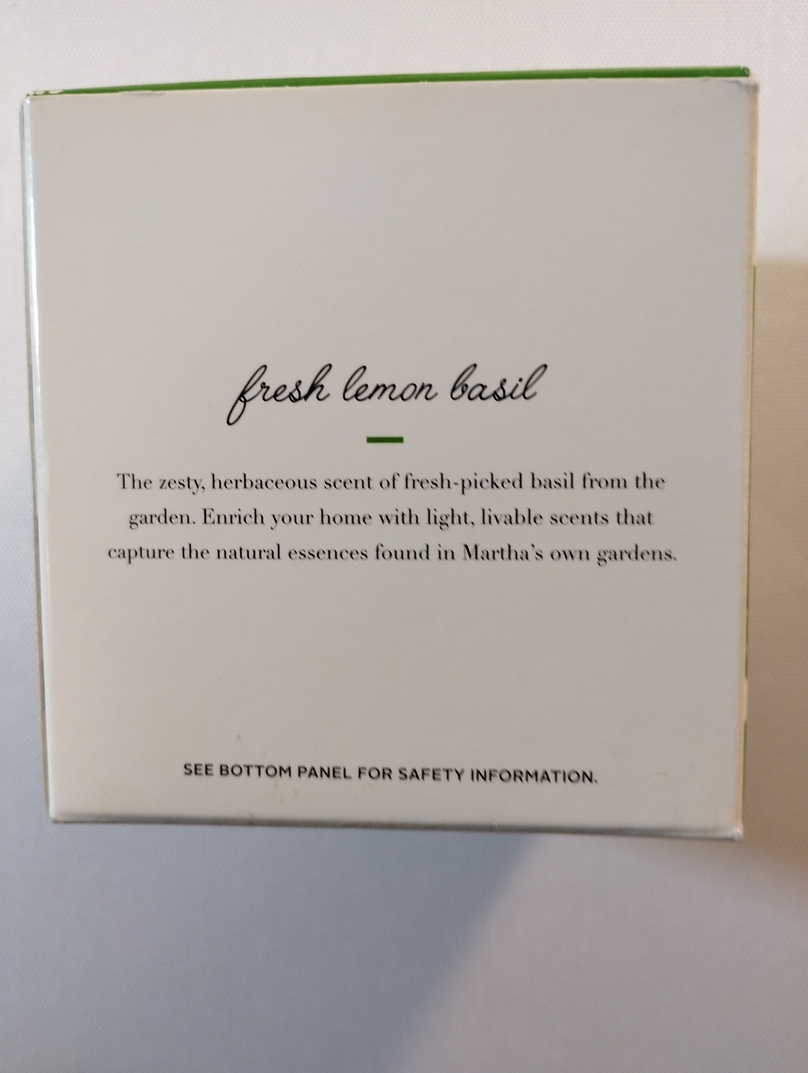 fresh lemon basil
The zesty, herbaceous scent of fresh-picked basil from the
garden. Enrich your home with light, livable scents that
capture the natural essences found in Martha's own gardens.
SEE BOTTOM PANEL FOR SAFETY INFORMATION.